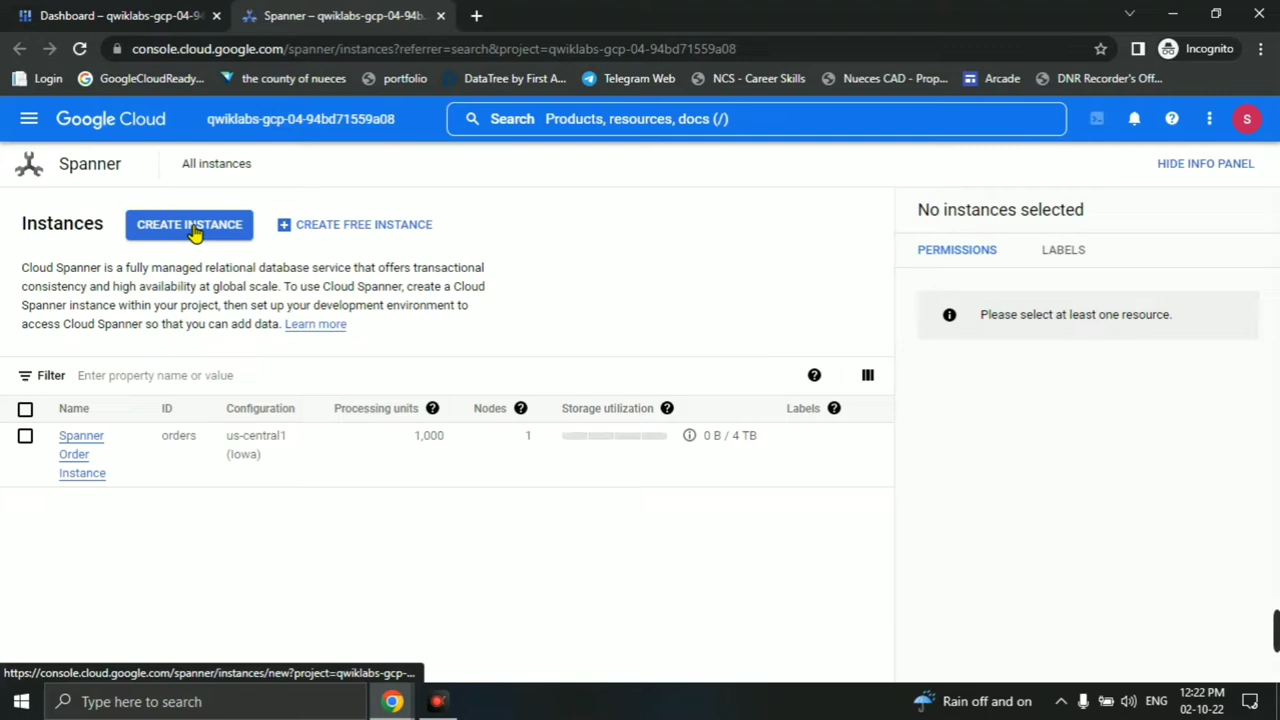 Dashboard – qwiklabs-gcp-04-94
Spanner – qwiklabs-gcp-04-94b
console.cloud.google.com/spanner/instances?referrer=search&project=qwiklabs-gcp-04-94bd71559a08
Incognito
Login
GoogleCloudReady...
the county of nueces
portfolio
DataTree by First A...
Telegram Web
NCS - Career Skills
Nueces CAD - Prop...
Arcade
DNR Recorder's Off...
Google Cloud
qwiklabs-gcp-04-94bd71559a08
Search Products, resources, docs (/)
S
Spanner
All instances
HIDE INFO PANEL
Instances
CREATE INSTANCE
CREATE FREE INSTANCE
Cloud Spanner is a fully managed relational database service that offers transactional
consistency and high availability at global scale. To use Cloud Spanner, create a Cloud
Spanner instance within your project, then set up your development environment to
access Cloud Spanner so that you can add data. Learn more
No instances selected
PERMISSIONS
LABELS
Please select at least one resource.
Filter Enter property name or value
Name ID Configuration Processing units Nodes Storage utilization Labels
Spanner orders us-central1 1,000 1 0 B / 4 TB
Order (Iowa)
Instance
https://console.cloud.google.com/spanner/instances/new?project=qwiklabs-gcp-...
Type here to search
Rain off and on
ENG
12:22 PM
02-10-22